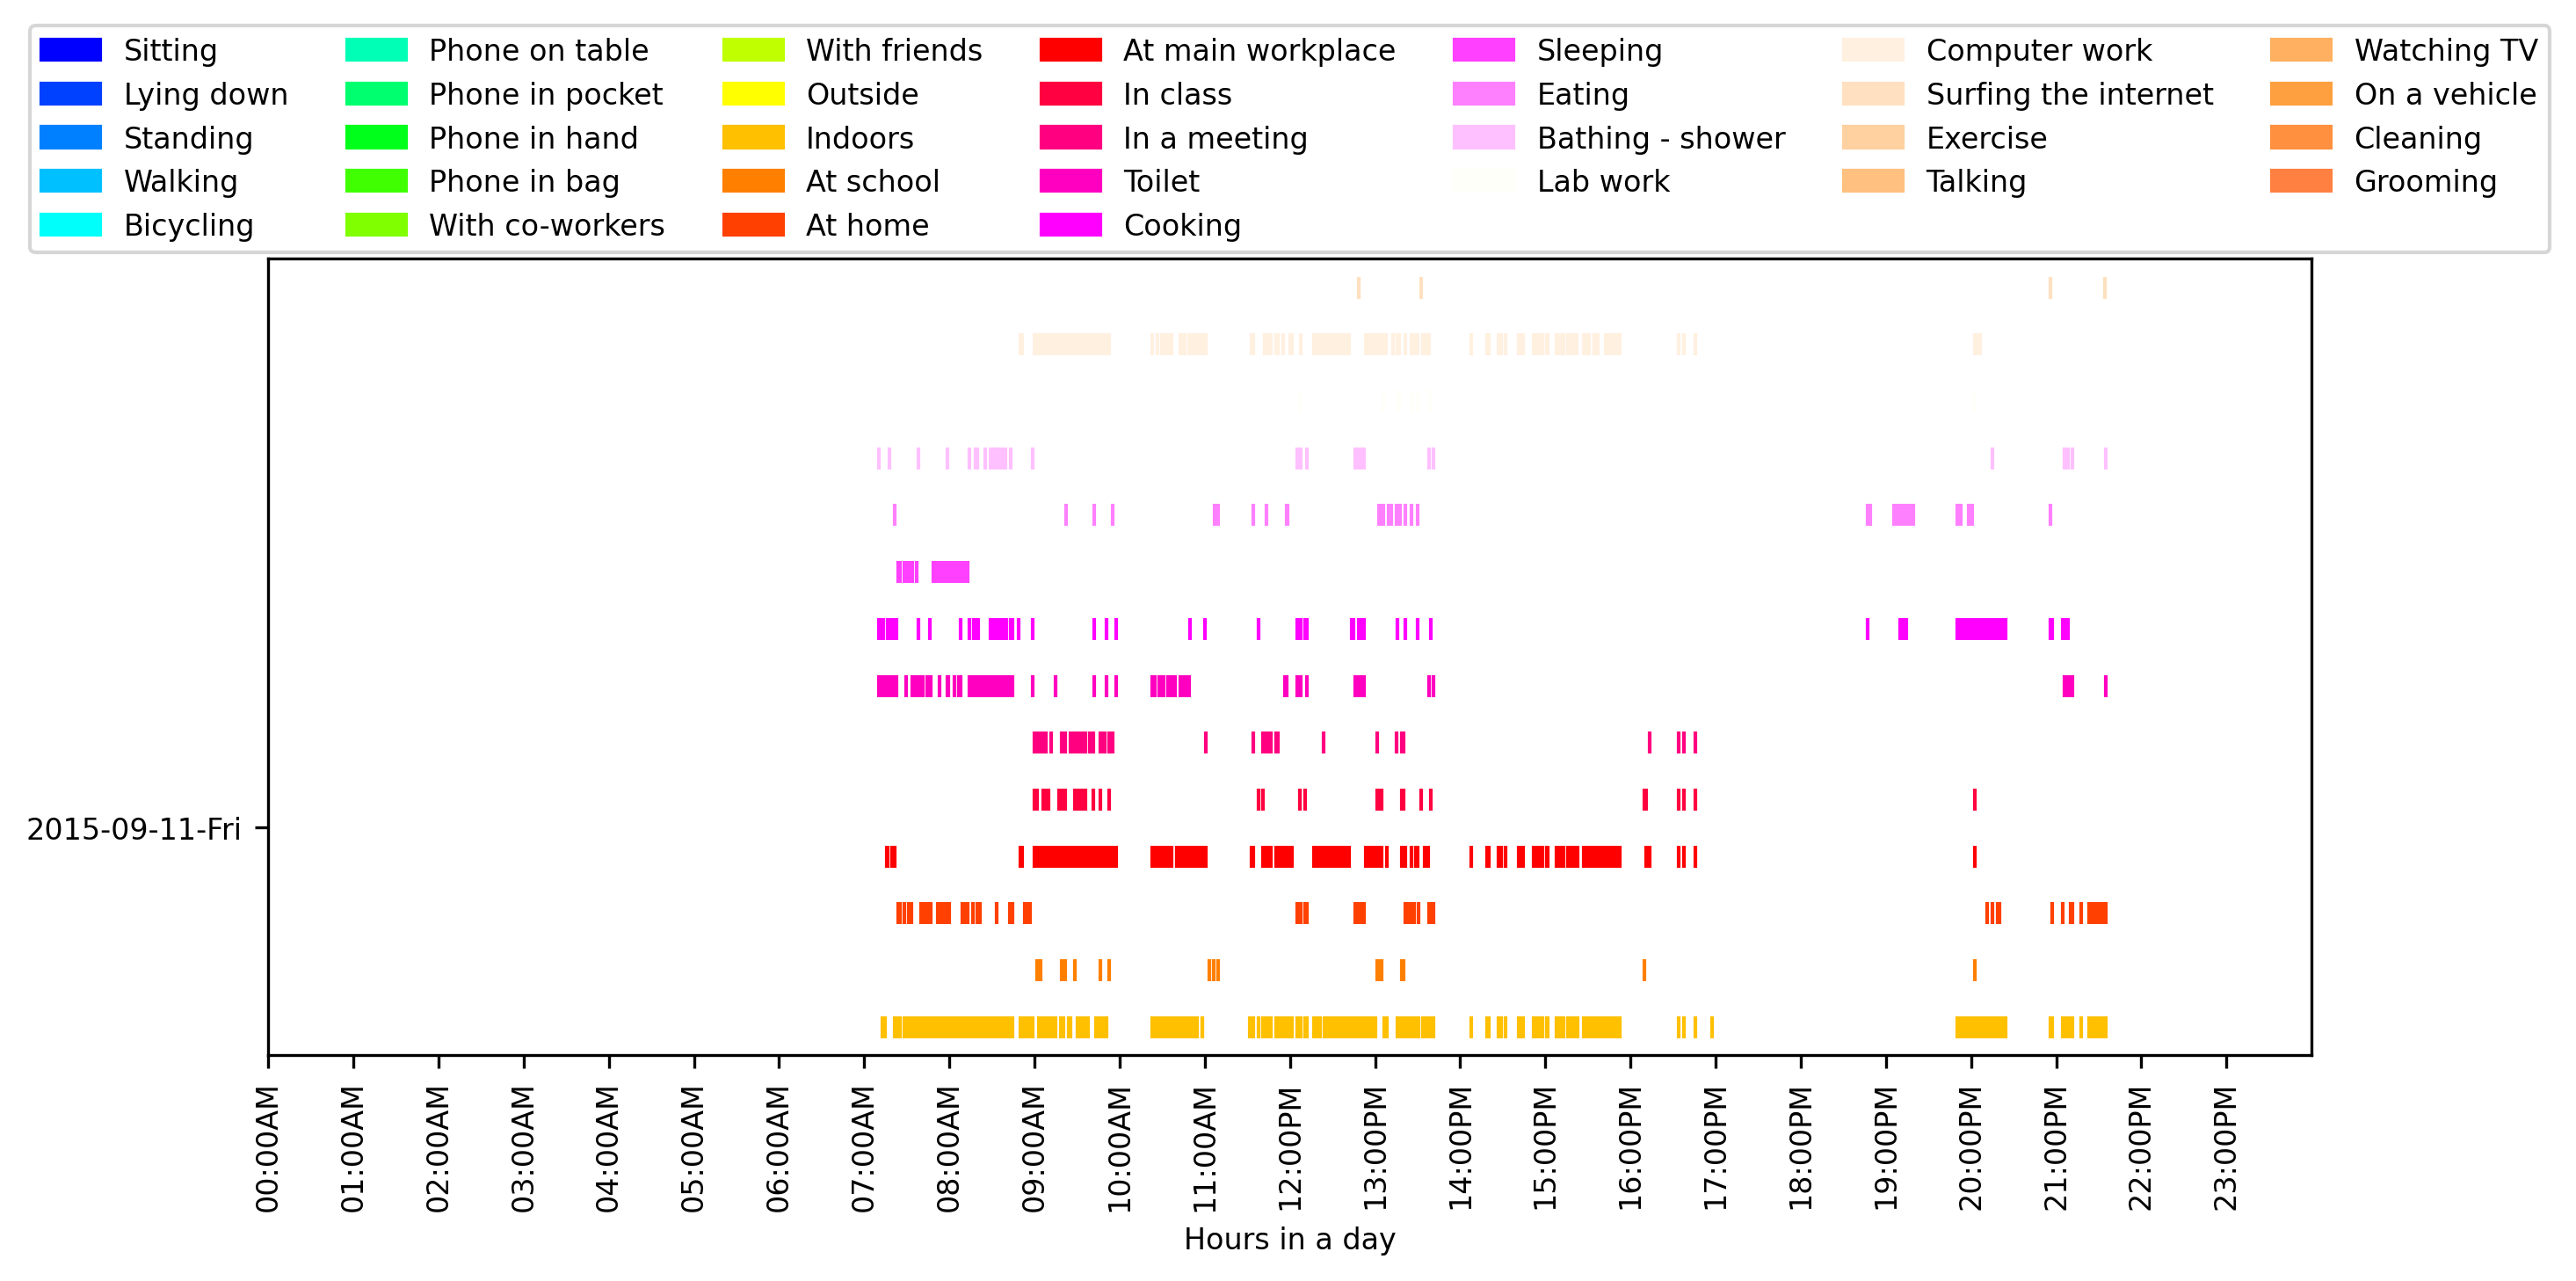 Sitting
Lying down
Standing
Walking
Bicycling
Phone on table
Phone in pocket
Phone in hand
Phone in bag
With co-workers
With friends
Outside
Indoors
At school
At home
At main workplace
In class
In a meeting
Toilet
Cooking
Sleeping
Eating
Bathing - shower
Lab work
Computer work
Surfing the internet
Exercise
Talking
Watching TV
On a vehicle
Cleaning
Grooming
2015-09-11-Fri
00:00AM
01:00AM
02:00AM
03:00AM
04:00AM
05:00AM
06:00AM
07:00AM
08:00AM
09:00AM
10:00AM
11:00AM
12:00PM
13:00PM
14:00PM
15:00PM
16:00PM
17:00PM
18:00PM
19:00PM
20:00PM
21:00PM
22:00PM
23:00PM
Hours in a day